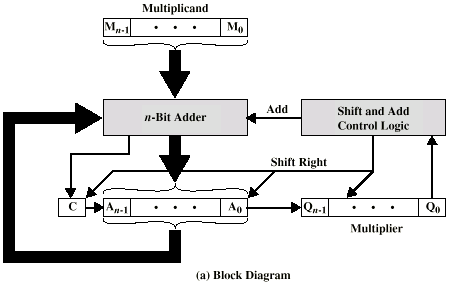 Multiplicand
Mn-1 • • • M0
n-Bit Adder
Add
Shift and Add
Control Logic
Shift Right
C
An-1 • • • A0
Qn-1 • • • Q0
Multiplier
(a) Block Diagram